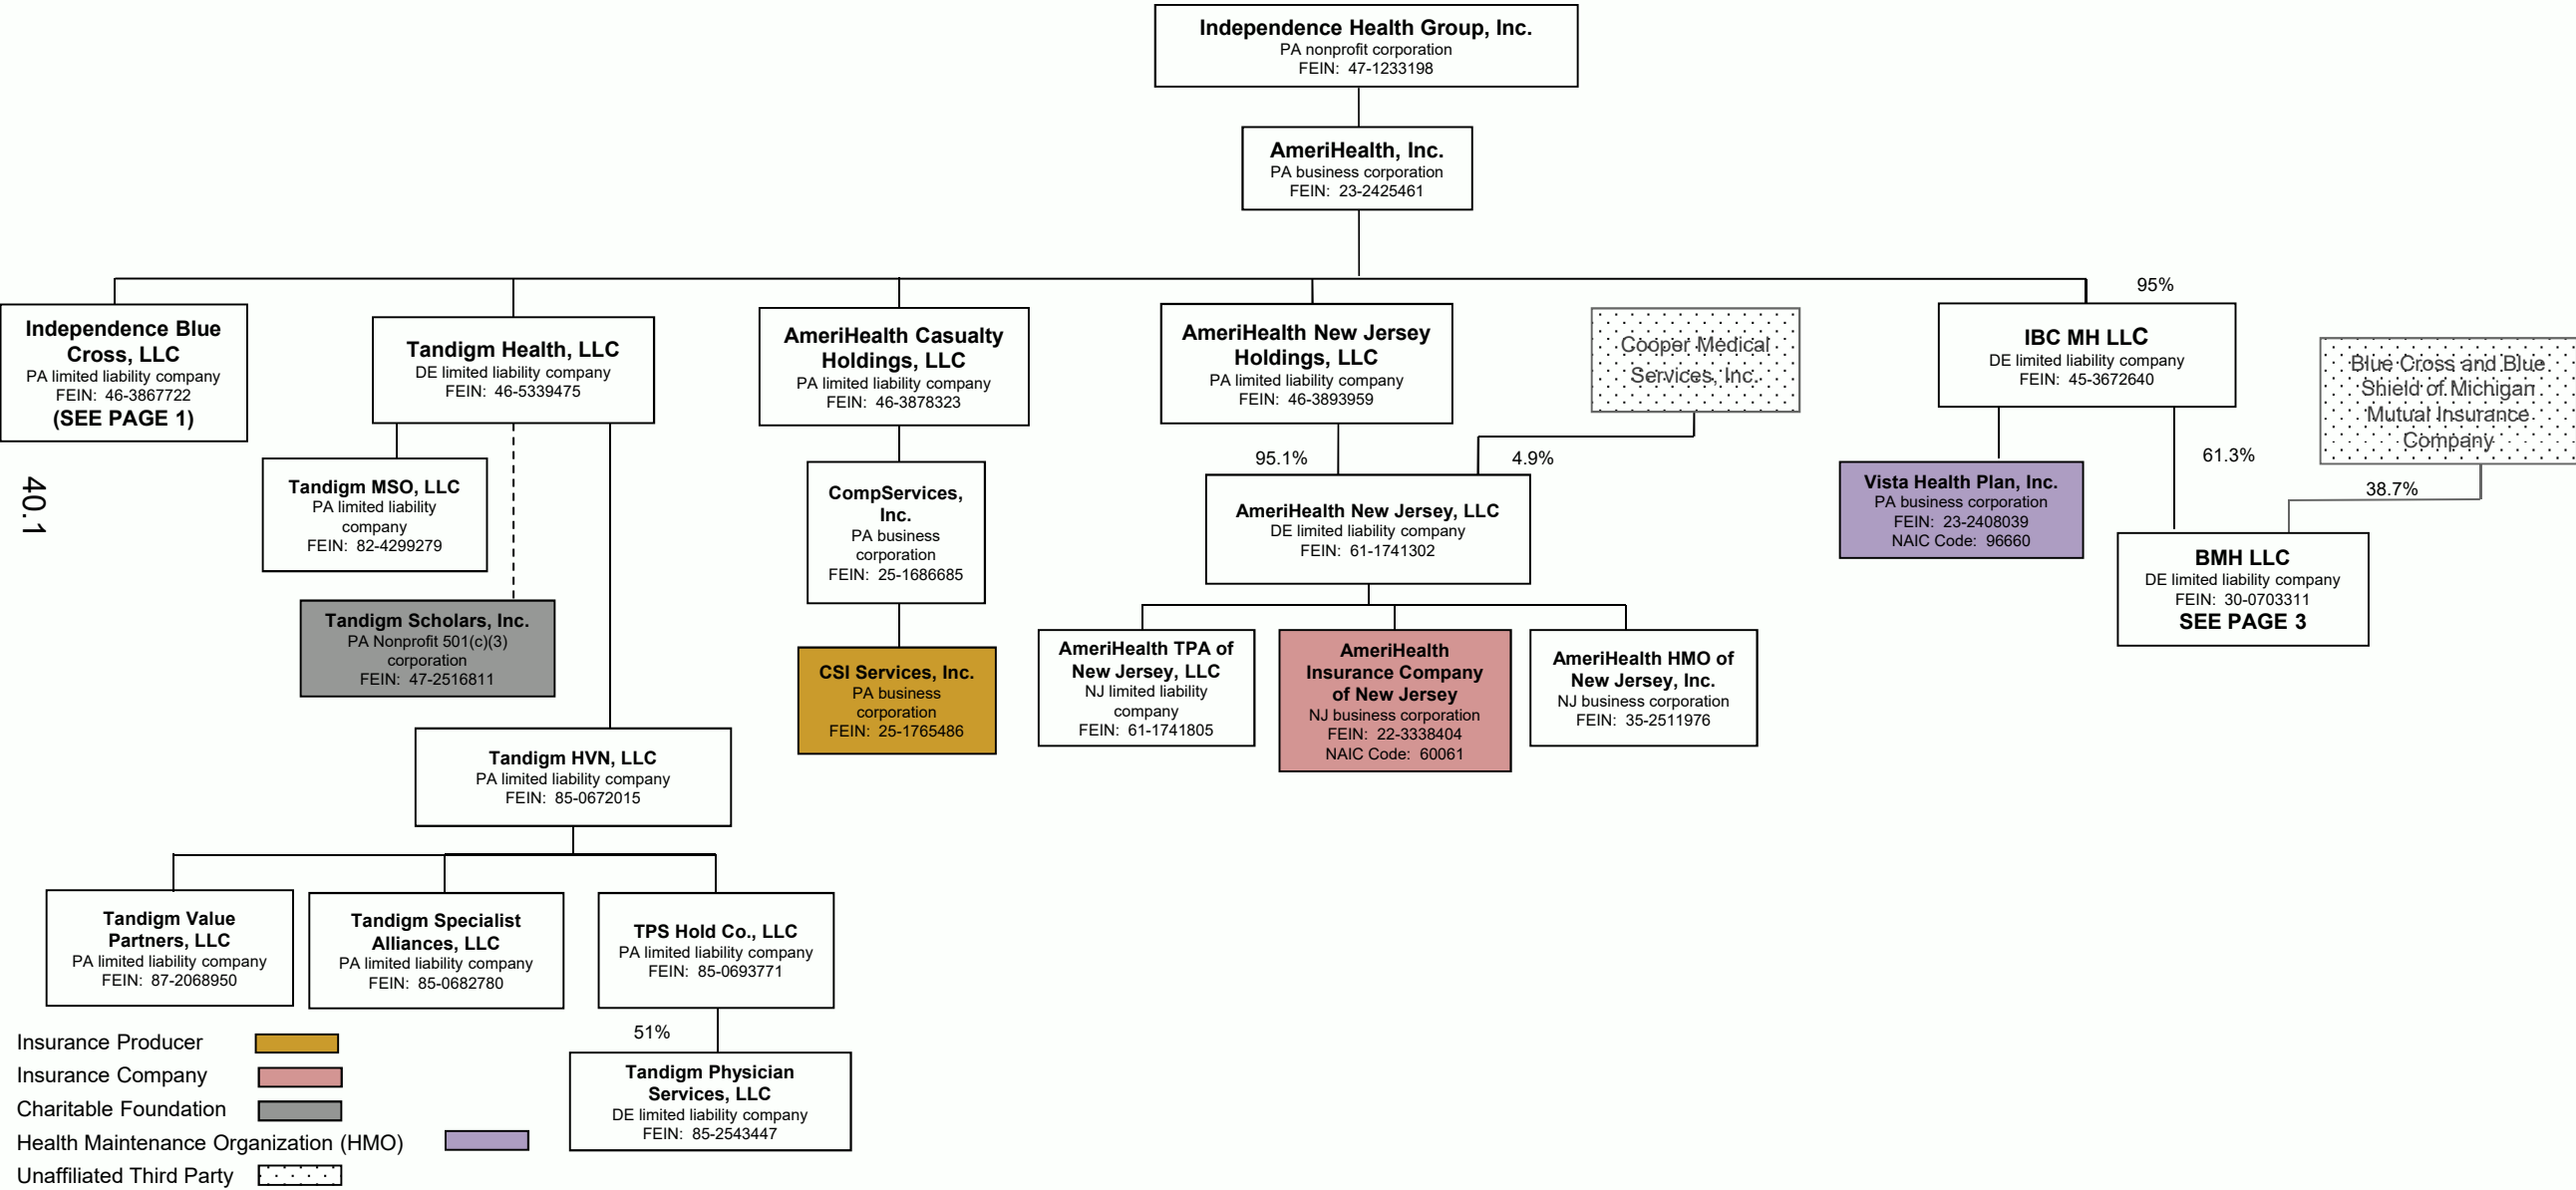 Independence Health Group, Inc.
PA nonprofit corporation
FEIN: 47-1233198
AmeriHealth, Inc.
PA business corporation
FEIN: 23-2425461
95%
Independence Blue
Cross, LLC
PA limited liability company
FEIN: 46-3867722
(SEE PAGE 1)
Tandigm Health, LLC
DE limited liability company
FEIN: 46-5339475
AmeriHealth Casualty
Holdings, LLC
PA limited liability company
FEIN: 46-3878323
AmeriHealth New Jersey
Holdings, LLC
PA limited liability company
FEIN: 46-3893959
Cooper Medical
Services, Inc.
IBC MH LLC
DE limited liability company
FEIN: 45-3672640
Blue Cross and Blue
Shield of Michigan
Mutual Insurance
Company
40.1
Tandigm MSO, LLC
PA limited liability
company
FEIN: 82-4299279
CompServices,
Inc.
PA business
corporation
FEIN: 25-1686685
95.1%
4.9%
AmeriHealth New Jersey, LLC
DE limited liability company
FEIN: 61-1741302
Vista Health Plan, Inc.
PA business corporation
FEIN: 23-2408039
NAIC Code: 96660
61.3%
38.7%
BMH LLC
DE limited liability company
FEIN: 30-0703311
SEE PAGE 3
Tandigm Scholars, Inc.
PA Nonprofit 501(c)(3)
corporation
FEIN: 47-2516811
CSI Services, Inc.
PA business
corporation
FEIN: 25-1765486
AmeriHealth TPA of
New Jersey, LLC
NJ limited liability
company
FEIN: 61-1741805
AmeriHealth
Insurance Company
of New Jersey
NJ business corporation
FEIN: 22-3338404
NAIC Code: 60061
AmeriHealth HMO of
New Jersey, Inc.
NJ business corporation
FEIN: 35-2511976
Tandigm HVN, LLC
PA limited liability company
FEIN: 85-0672015
Tandigm Value
Partners, LLC
PA limited liability company
FEIN: 87-2068950
Tandigm Specialist
Alliances, LLC
PA limited liability company
FEIN: 85-0682780
TPS Hold Co., LLC
PA limited liability company
FEIN: 85-0693771
51%
Tandigm Physician
Services, LLC
DE limited liability company
FEIN: 85-2543447
Insurance Producer
Insurance Company
Charitable Foundation
Health Maintenance Organization (HMO)
Unaffiliated Third Party